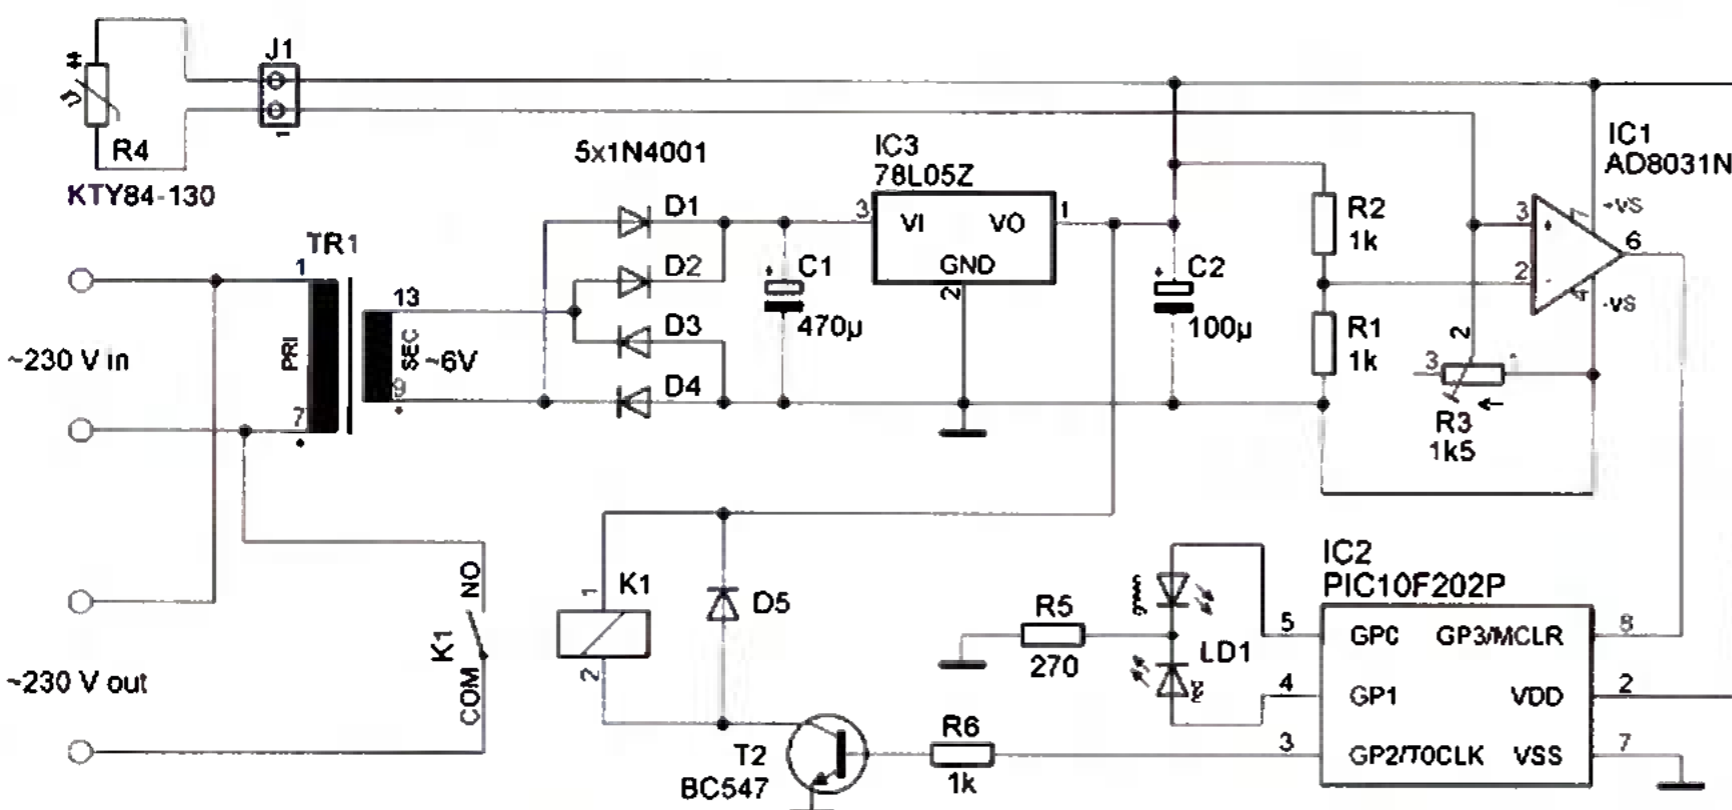 J1
1
R4
KTY84-130
5x1N4001
IC3
78L05Z
3
VI
VO
1
GND
2
IC1
AD8031N
+VS
-VS
3
2
6
R2
1k
R1
1k
2
3
R3
1k5
D1
D2
D3
D4
C1
470µ
C2
100µ
TR1
1
7
PRI
13
SEC
9
~6V
~230 V in
~230 V out
NO
K1
COM
1
K1
2
D5
T2
BC547
R6
1k
R5
270
LD1
IC2
PIC10F202P
5
GP0
GP3/MCLR
8
4
GP1
VDD
2
3
GP2/T0CLK
VSS
7